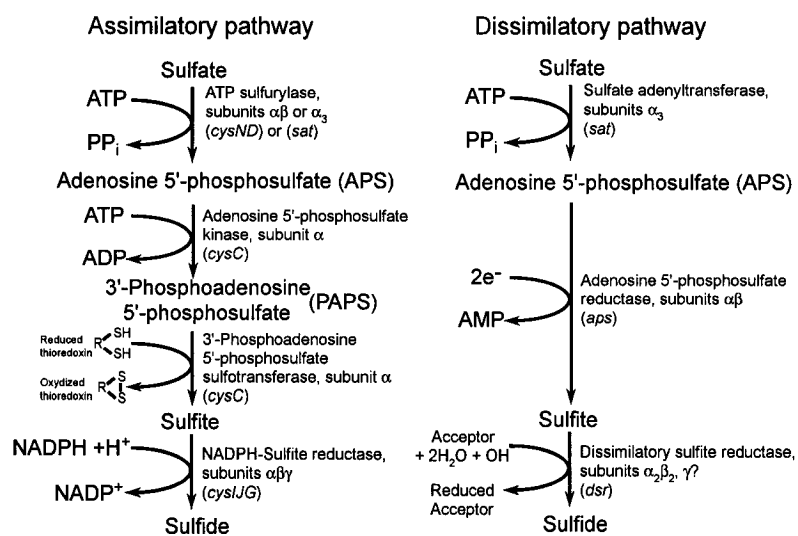 Assimilatory pathway
Sulfate
ATP
ATP sulfurylase,
subunits αβ or α₃
(cysND) or (sat)
PPᵢ
Adenosine 5'-phosphosulfate (APS)
ATP
Adenosine 5'-phosphosulfate
kinase, subunit α
(cysC)
ADP
3'-Phosphoadenosine
5'-phosphosulfate
(PAPS)
Reduced
thioredoxin
R
SH
SH
3'-Phosphoadenosine
5'-phosphosulfate
sulfotransferase, subunit α
(cysC)
Oxydized
thioredoxin
R
S
S
Sulfite
NADPH +H⁺
NADPH-Sulfite reductase,
subunits αβγ
(cysIJG)
NADP⁺
Sulfide
Dissimilatory pathway
Sulfate
ATP
Sulfate adenyltransferase,
subunits α₃
(sat)
PPᵢ
Adenosine 5'-phosphosulfate (APS)
2e⁻
Adenosine 5'-phosphosulfate
reductase, subunits αβ
(aps)
AMP
Sulfite
Acceptor
+ 2H₂O + OH
Dissimilatory sulfite reductase,
subunits α₂β₂, γ?
(dsr)
Reduced
Acceptor
Sulfide